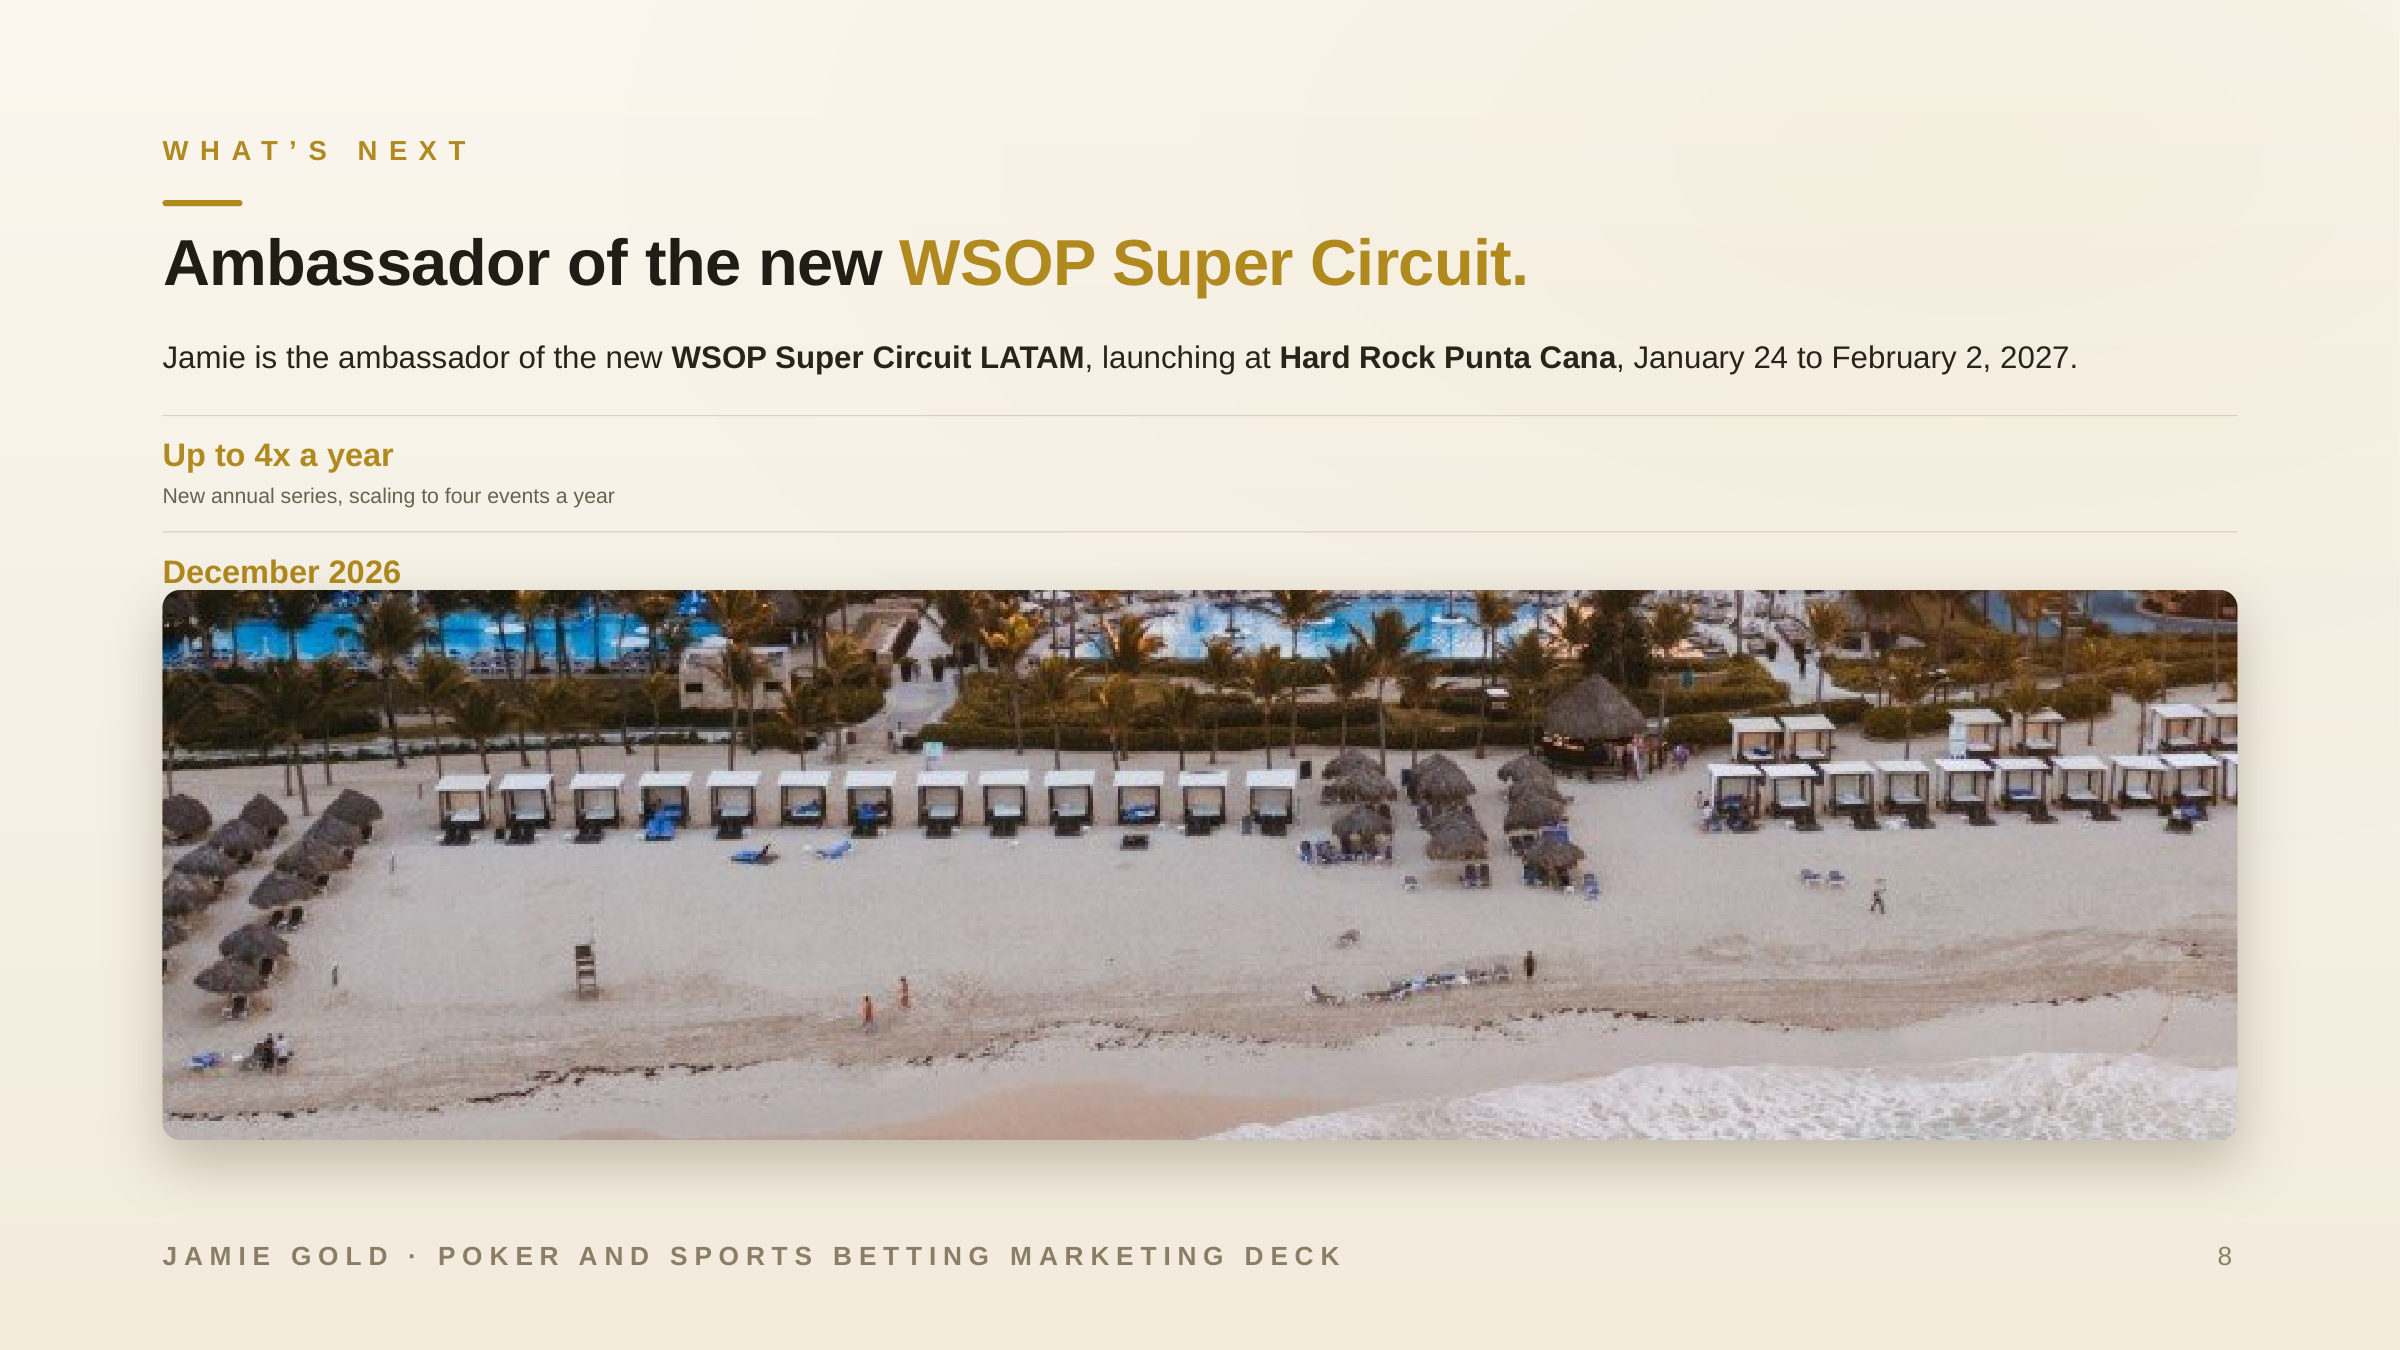 WHAT’S NEXT
Ambassador of the new WSOP Super Circuit.
Jamie is the ambassador of the new WSOP Super Circuit LATAM, launching at Hard Rock Punta Cana, January 24 to February 2, 2027.
Up to 4x a year
New annual series, scaling to four events a year
December 2026
JAMIE GOLD · POKER AND SPORTS BETTING MARKETING DECK
8